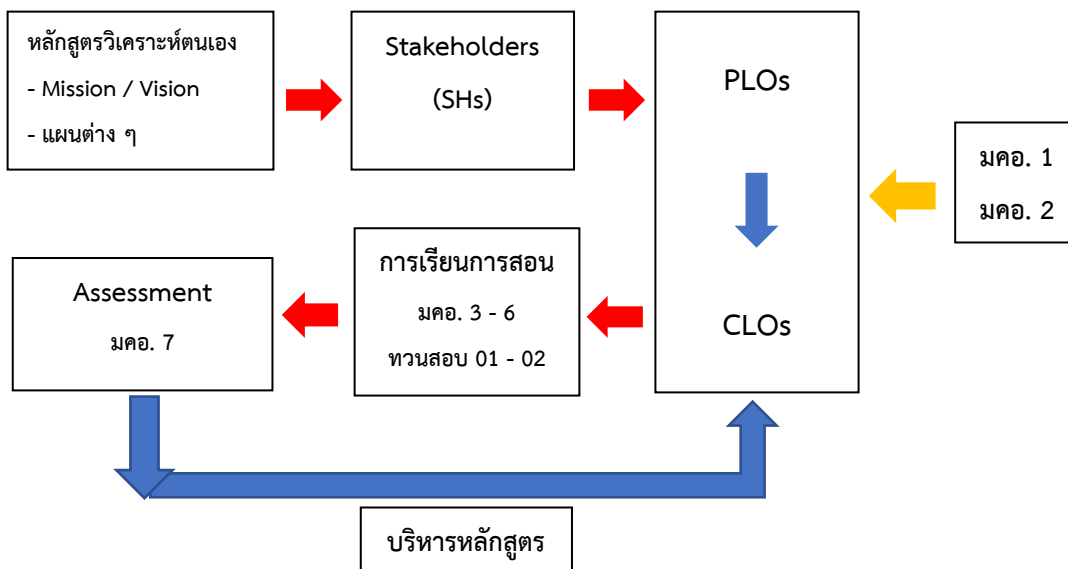 หลักสูตรวิเคราะห์ตนเอง
- Mission / Vision
- แผนต่าง ๆ
Stakeholders
(SHs)
PLOs
CLOs
มคอ. 1
มคอ. 2
การเรียนการสอน
มคอ. 3 - 6
ทวนสอบ 01 - 02
Assessment
มคอ. 7
บริหารหลักสูตร